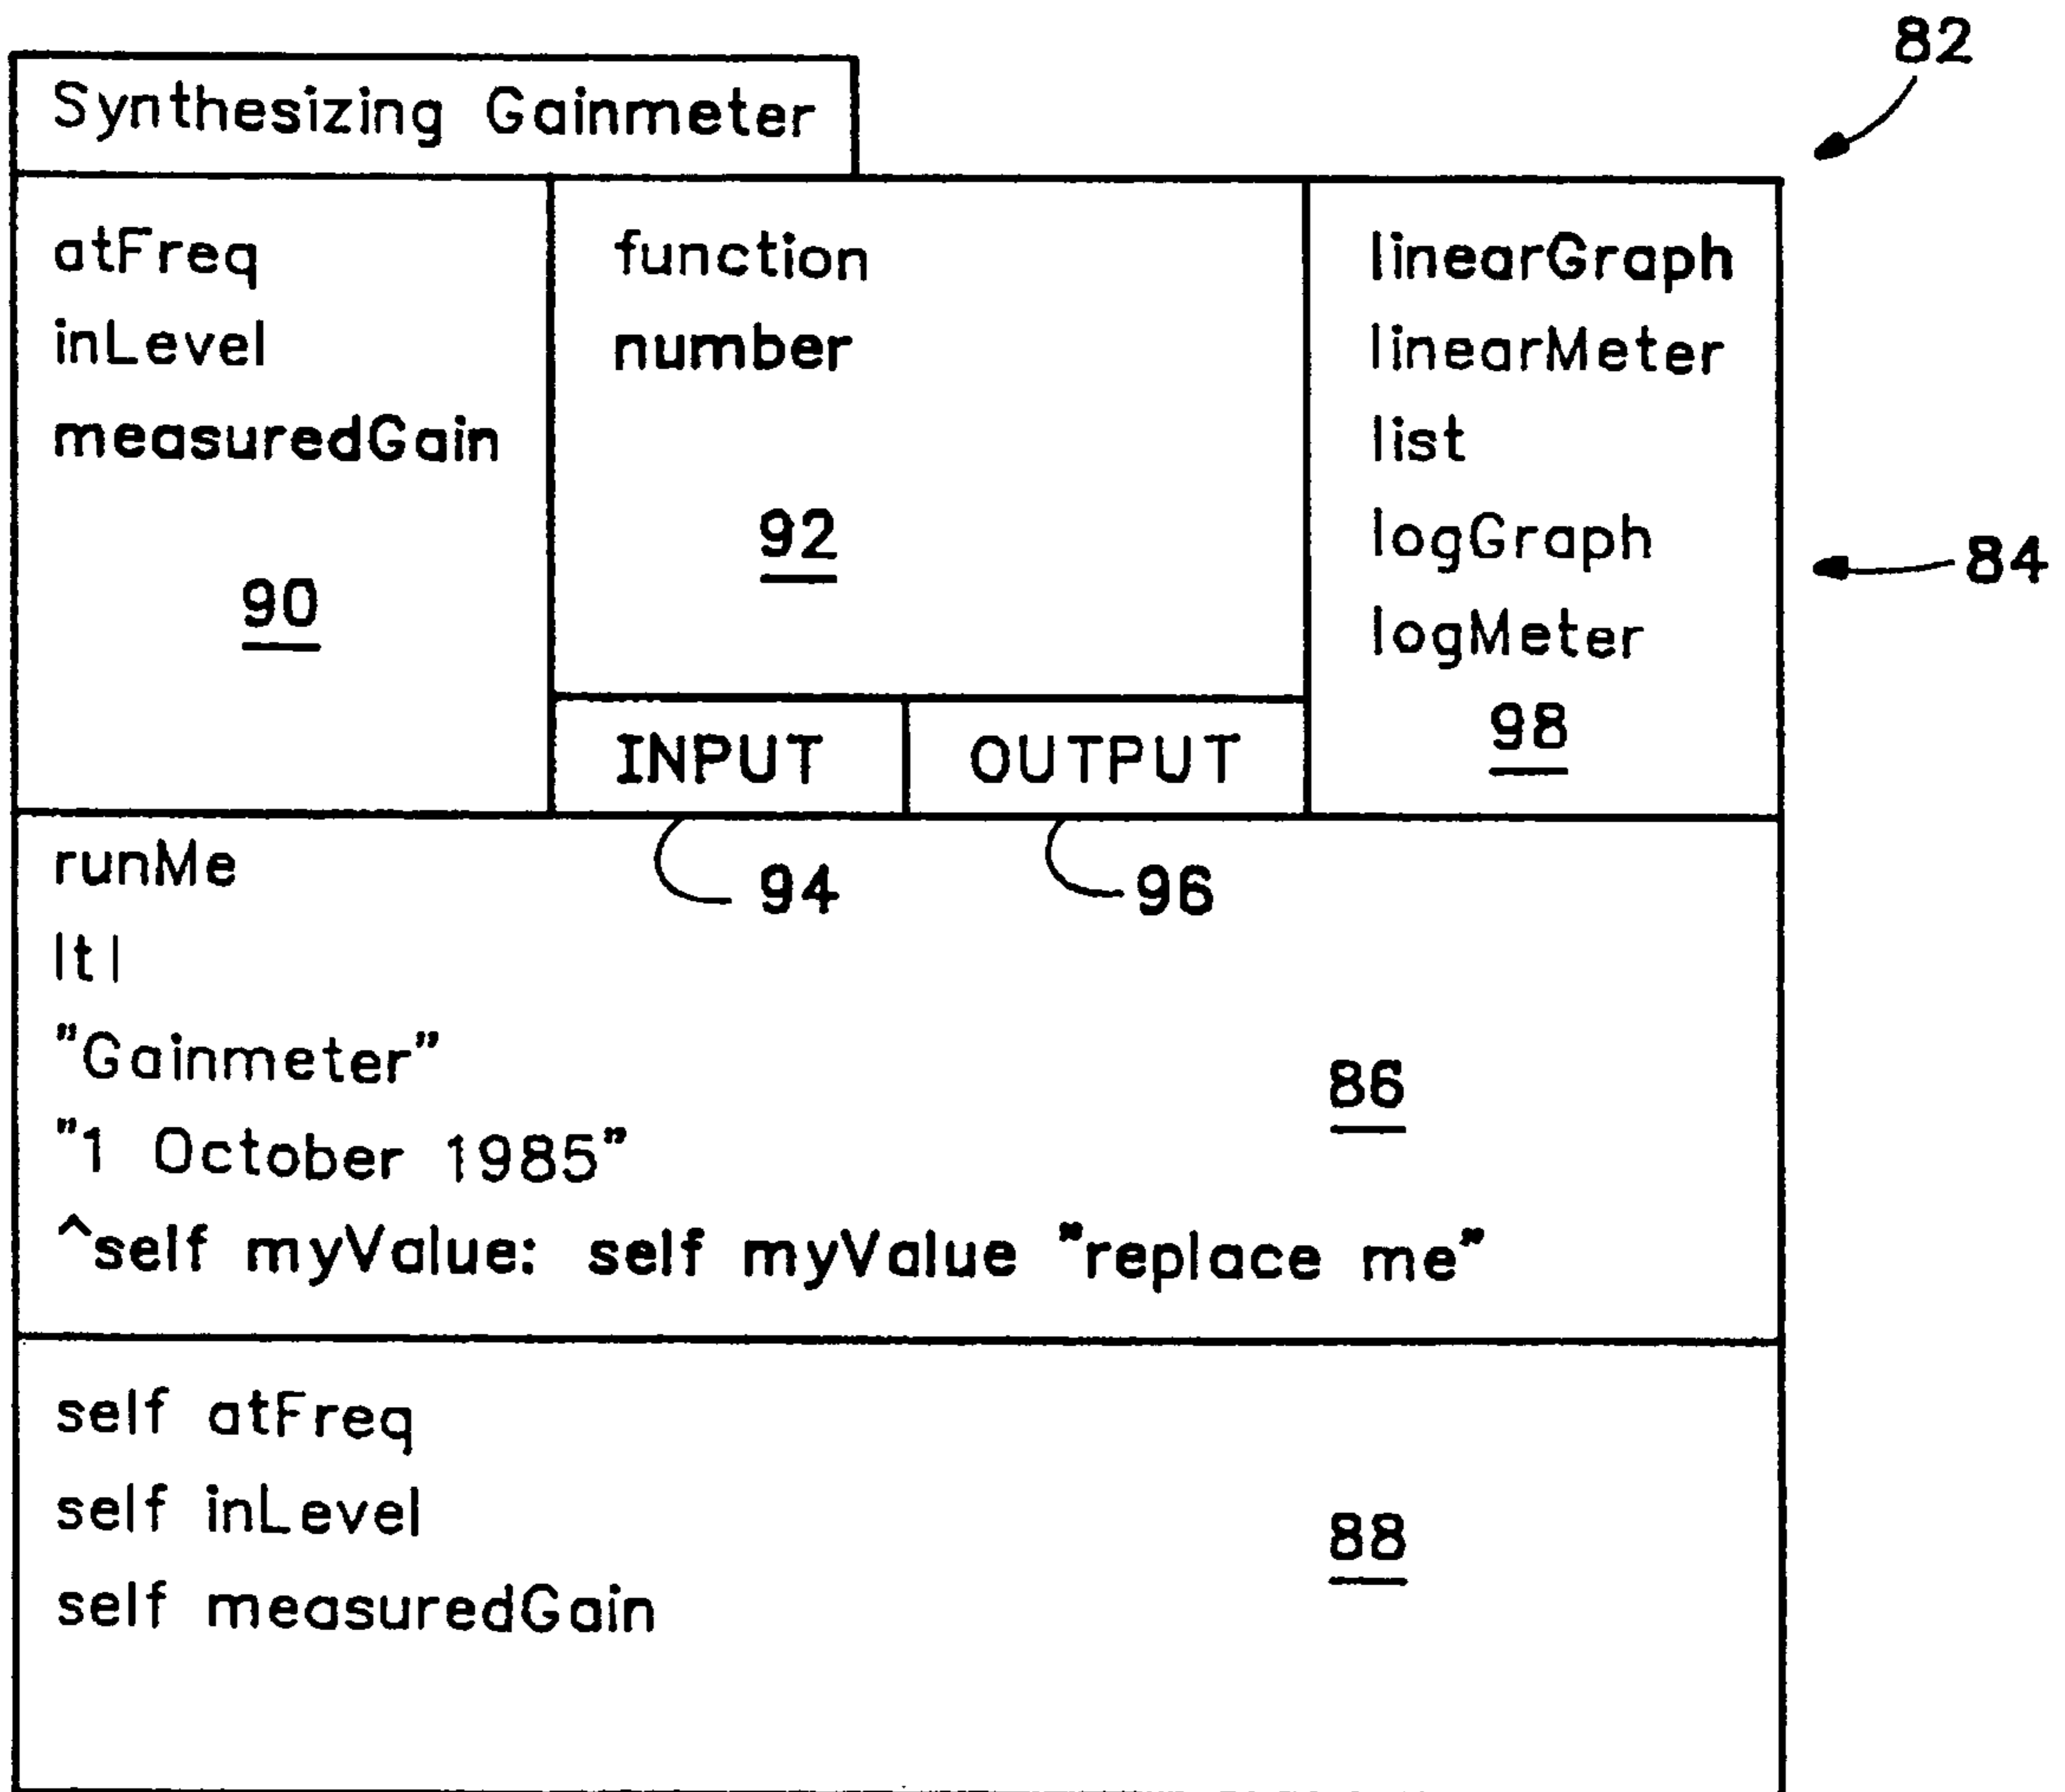 82
Synthesizing Gainmeter
atFreq
inLevel
measuredGain
90
function
number
92
INPUT
OUTPUT
linearGraph
linearMeter
list
logGraph
logMeter
98
84
94
96
runMe
|t|
"Gainmeter"
"1 October 1985"
^self myValue: self myValue "replace me"
86
self atFreq
self inLevel
self measuredGain
88